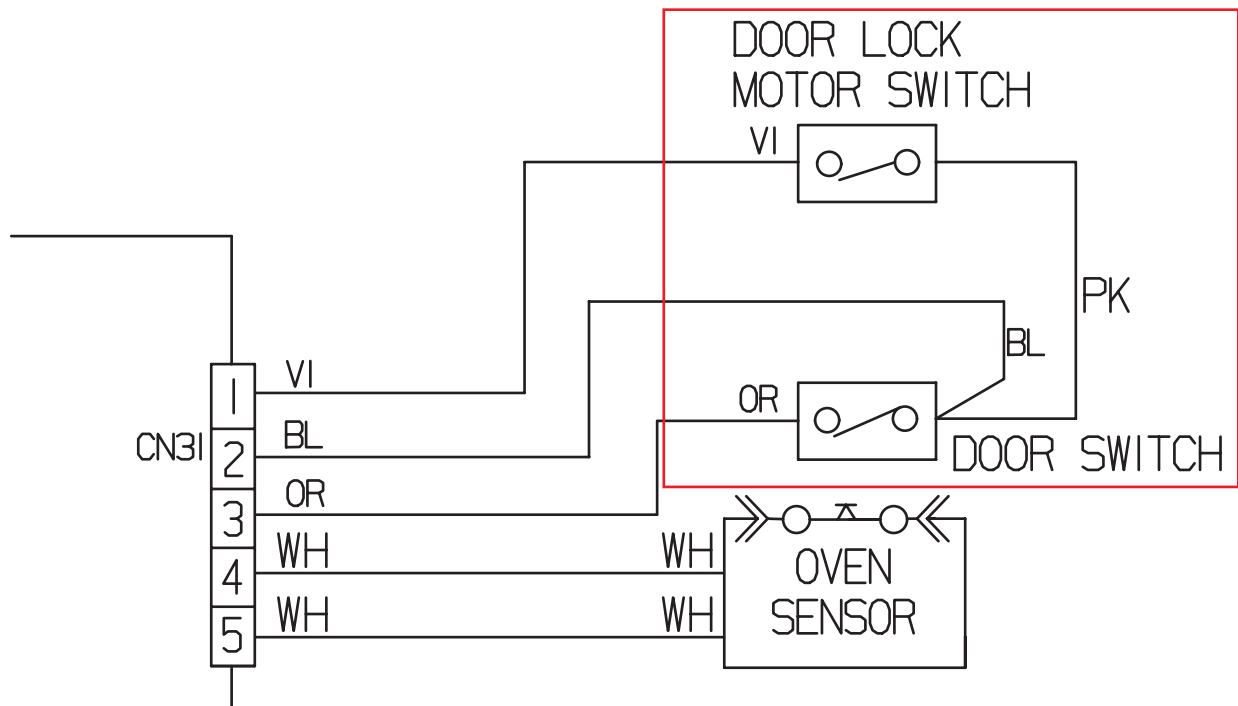 DOOR LOCK
MOTOR SWITCH
VI
PK
BL
VI
OR
1
BL
CN31
2
DOOR SWITCH
OR
3
WH
WH
4
OVEN
WH
WH
SENSOR
5